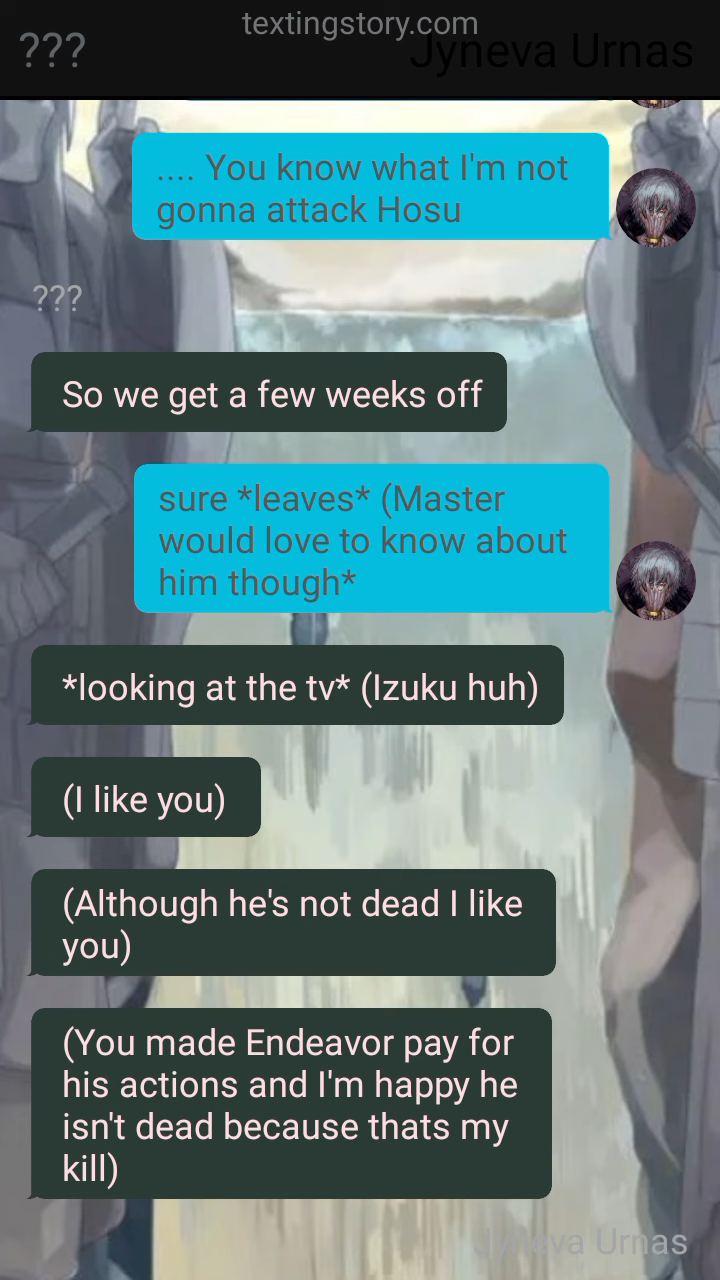 textingstory.com
???
Jyneva Urnas
.... You know what I'm not
gonna attack Hosu
???
So we get a few weeks off
sure *leaves* (Master
would love to know about
him though*
*looking at the tv* (Izuku huh)
(I like you)
(Although he's not dead I like
you)
(You made Endeavor pay for
his actions and I'm happy he
isn't dead because thats my
kill)
Jyneva Urnas